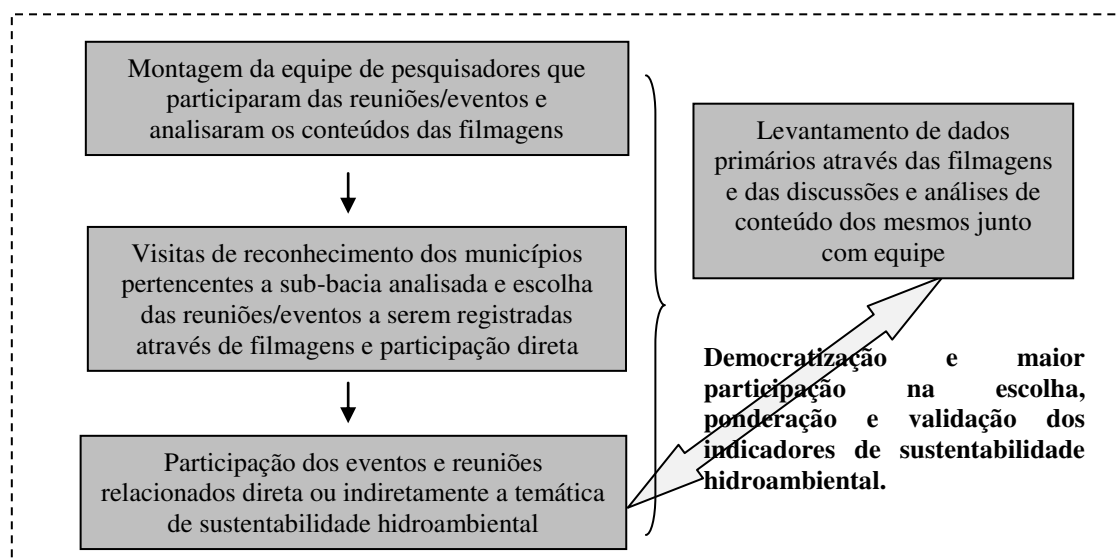 Montagem da equipe de pesquisadores que
participaram das reuniões/eventos e
analisaram os conteúdos das filmagens
Visitas de reconhecimento dos municípios
pertencentes a sub-bacia analisada e escolha
das reuniões/eventos a serem registradas
através de filmagens e participação direta
Participação dos eventos e reuniões
relacionados direta ou indiretamente a temática
de sustentabilidade hidroambiental
Levantamento de dados
primários através das filmagens
e das discussões e análises de
conteúdo dos mesmos junto
com equipe
Democratização e maior
participação na escolha,
ponderação e validação dos
indicadores de sustentabilidade
hidroambiental.